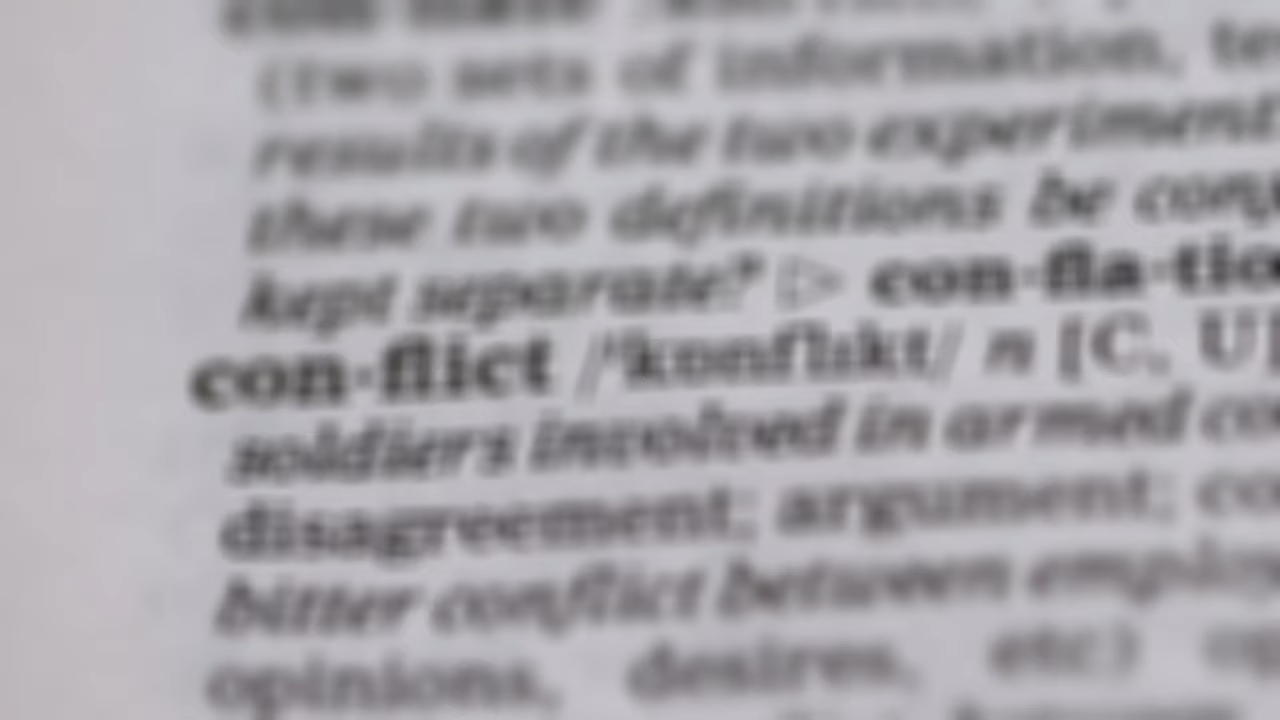 (two sets of information,
results of the two experiment
these two definitions be
kept separate? ▷ con·fla·tio
con·flict /ˈkɒnflɪkt/ n [C, U]
soldiers involved in armed
disagreement; argument;
bitter conflict between employ
opinions, desires, etc)